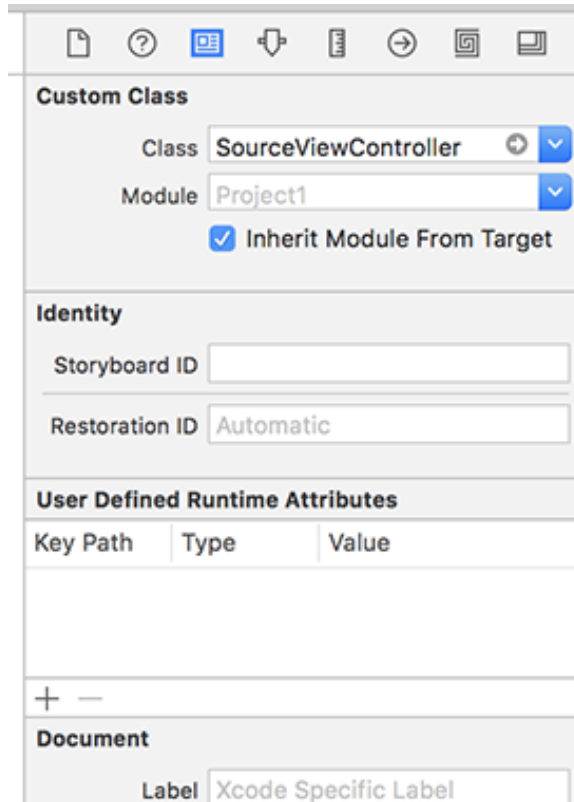 Custom Class
Class SourceViewController
Module Project1
Inherit Module From Target
Identity
Storyboard ID
Restoration ID Automatic
User Defined Runtime Attributes
Key Path Type Value
Document
Label Xcode Specific Label